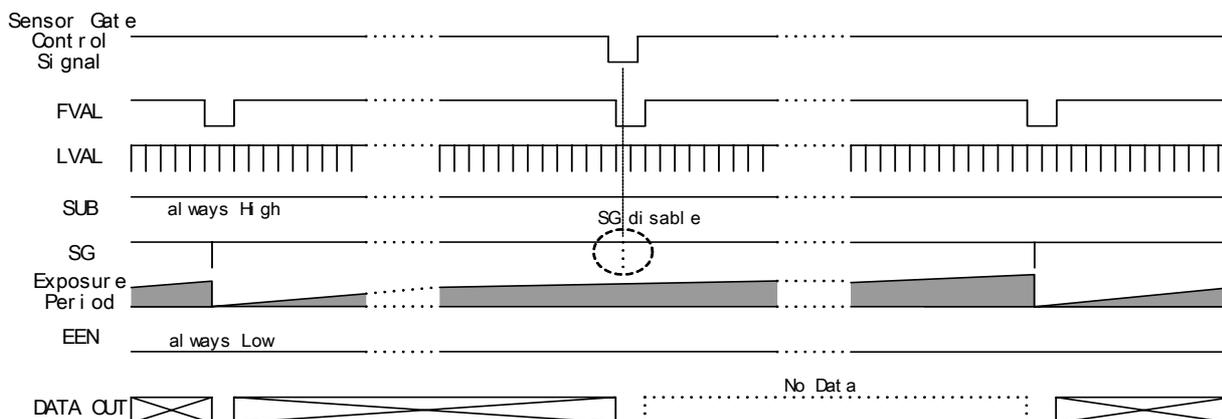 Sensor Gate
Control
Signal
FVAL
LVAL
SUB
always High
SG disable
SG
Exposure
Period
EEN
always Low
No Data
DATA OUT